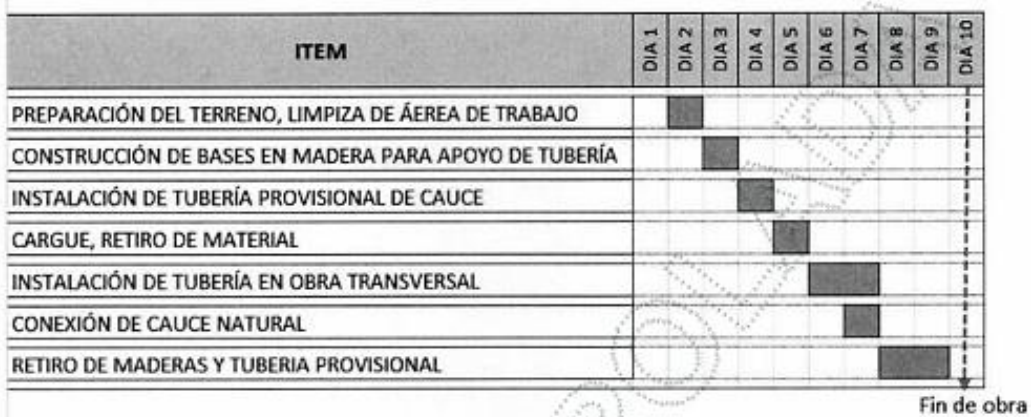 ITEM DIA 1 DIA 2 DIA 3 DIA 4 DIA 5 DIA 6 DIA 7 DIA 8 DIA 9 DIA 10
PREPARACIÓN DEL TERRENO, LIMPIZA DE ÁEREA DE TRABAJO
CONSTRUCCIÓN DE BASES EN MADERA PARA APOYO DE TUBERÍA
INSTALACIÓN DE TUBERÍA PROVISIONAL DE CAUCE
CARGUE, RETIRO DE MATERIAL
INSTALACIÓN DE TUBERÍA EN OBRA TRANSVERSAL
CONEXIÓN DE CAUCE NATURAL
RETIRO DE MADERAS Y TUBERIA PROVISIONAL
Fin de obra